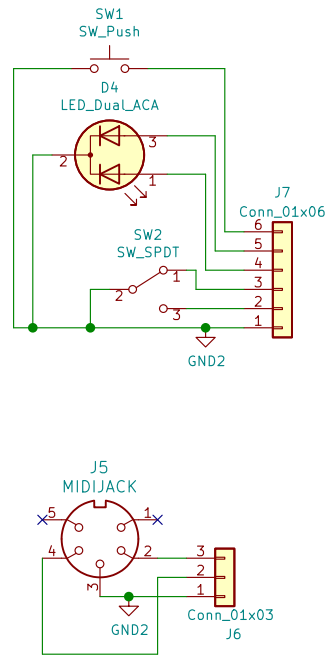 SW1
SW_Push
D4
LED_Dual_ACA
3
2
1
J7
Conn_01x06
6
5
4
3
2
1
SW2
SW_SPDT
1
2
3
GND2
J5
MIDIJACK
5
1
4
2
3
3
2
1
GND2
Conn_01x03
J6